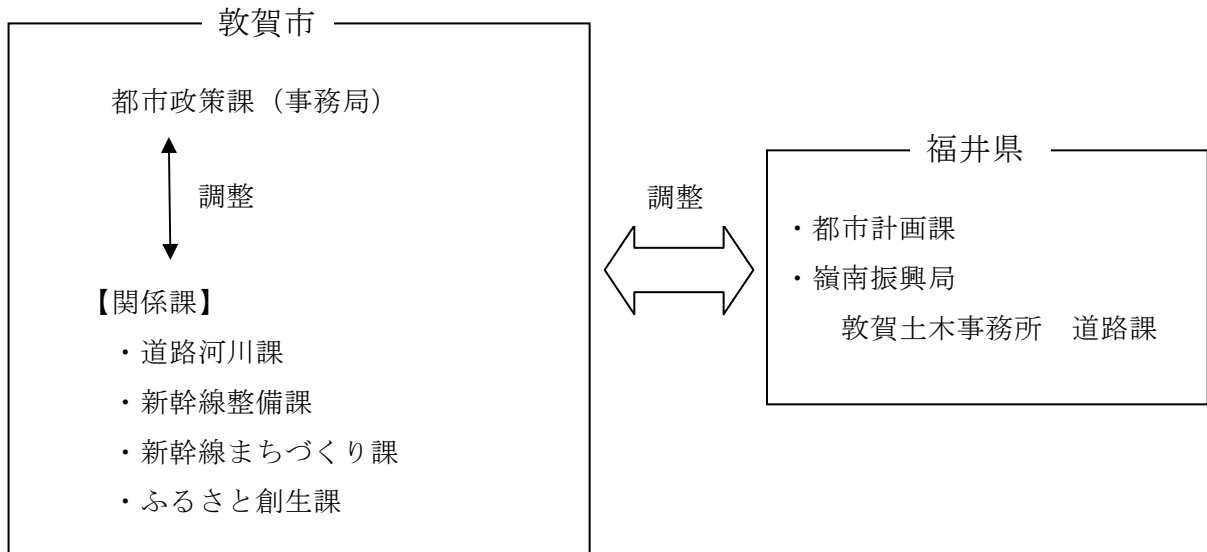 敦賀市
都市政策課（事務局）
調整
【関係課】
・道路河川課
・新幹線整備課
・新幹線まちづくり課
・ふるさと創生課
調整
福井県
・都市計画課
・嶺南振興局
敦賀土木事務所　道路課